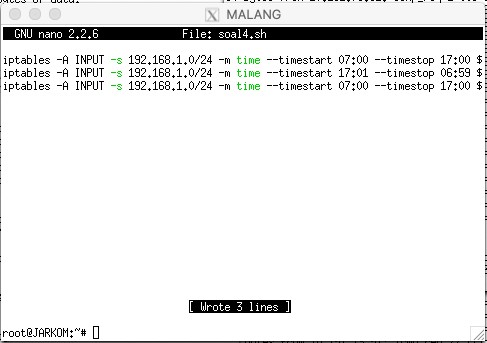 MALANG
GNU nano 2.2.6 File: soal4.sh
iptables -A INPUT -s 192.168.1.0/24 -m time --timestart 07:00 --timestop 17:00 $
iptables -A INPUT -s 192.168.1.0/24 -m time --timestart 17:01 --timestop 06:59 $
iptables -A INPUT -s 192.168.1.0/24 -m time --timestart 07:00 --timestop 17:00 $
[ Wrote 3 lines ]
root@JARKOM:~#